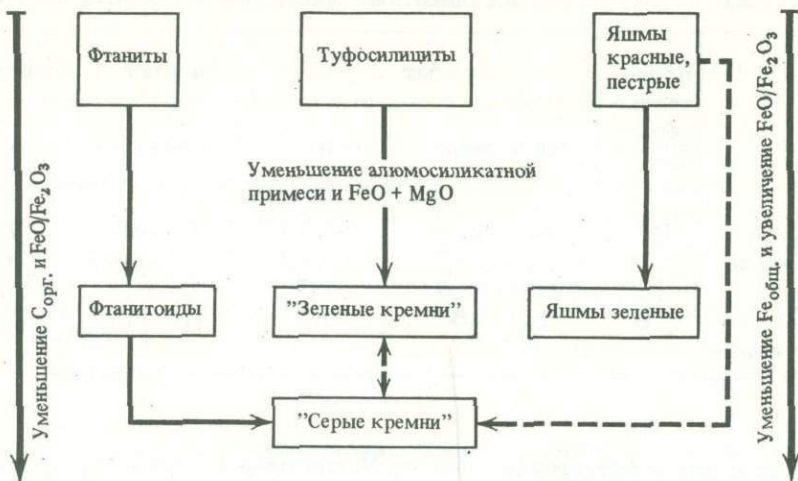 Фтаниты
Туфосилициты
Яшмы
красные,
пестрые
Уменьшение алюмосиликатной
примеси и FeO + MgO
Фтанитоиды
"Зеленые кремни"
Яшмы зеленые
"Серые кремни"
Уменьшение Cорг. и FeO/Fe2O3
Уменьшение Feобщ. и увеличение FeO/Fe2O3